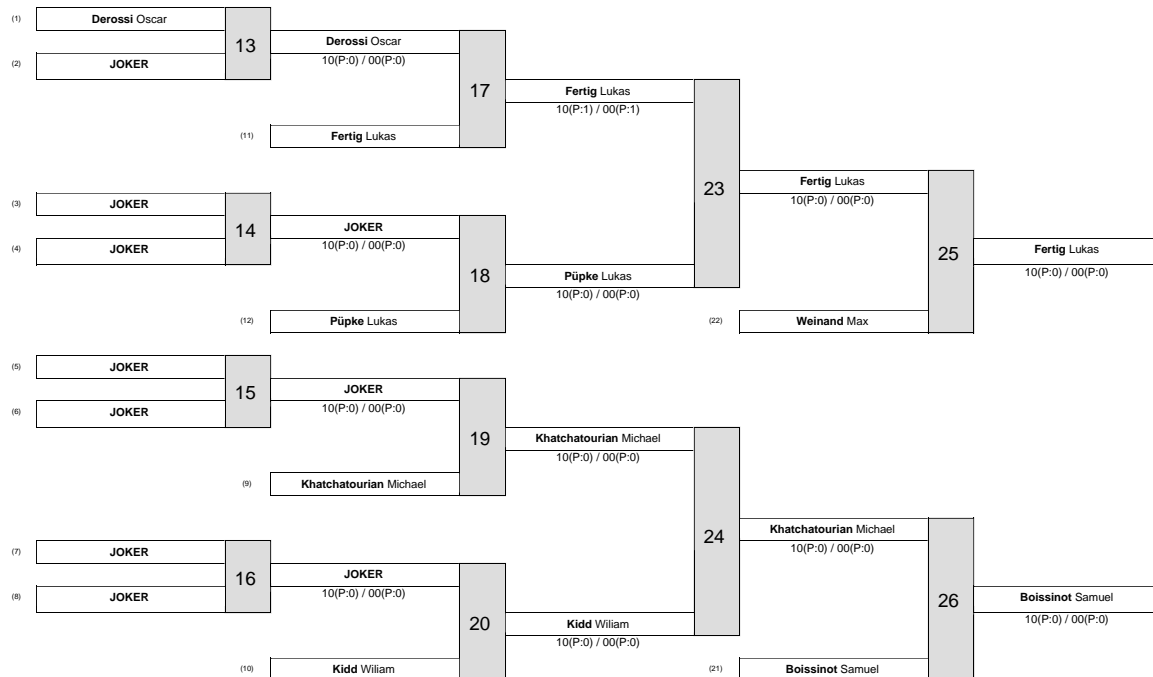 (1) Derossi Oscar
13
Derossi Oscar
10(P:0) / 00(P:0)
(2) JOKER
17
Fertig Lukas
10(P:1) / 00(P:1)
(11) Fertig Lukas
23
Fertig Lukas
10(P:0) / 00(P:0)
(3) JOKER
14
JOKER
10(P:0) / 00(P:0)
(4) JOKER
18
Püpke Lukas
10(P:0) / 00(P:0)
(12) Püpke Lukas
25
Fertig Lukas
10(P:0) / 00(P:0)
(22) Weinand Max
(5) JOKER
15
JOKER
10(P:0) / 00(P:0)
(6) JOKER
19
Khatchatourian Michael
10(P:0) / 00(P:0)
(9) Khatchatourian Michael
24
Khatchatourian Michael
10(P:0) / 00(P:0)
(7) JOKER
16
JOKER
10(P:0) / 00(P:0)
(8) JOKER
20
Kidd Wiliam
10(P:0) / 00(P:0)
(10) Kidd Wiliam
26
Boissinot Samuel
10(P:0) / 00(P:0)
(21) Boissinot Samuel